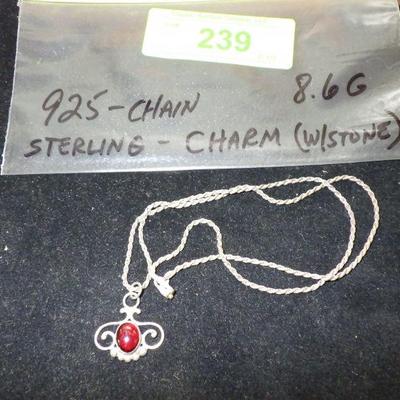 239
925-CHAIN 8.6G
STERLING - CHARM (W/STONE)